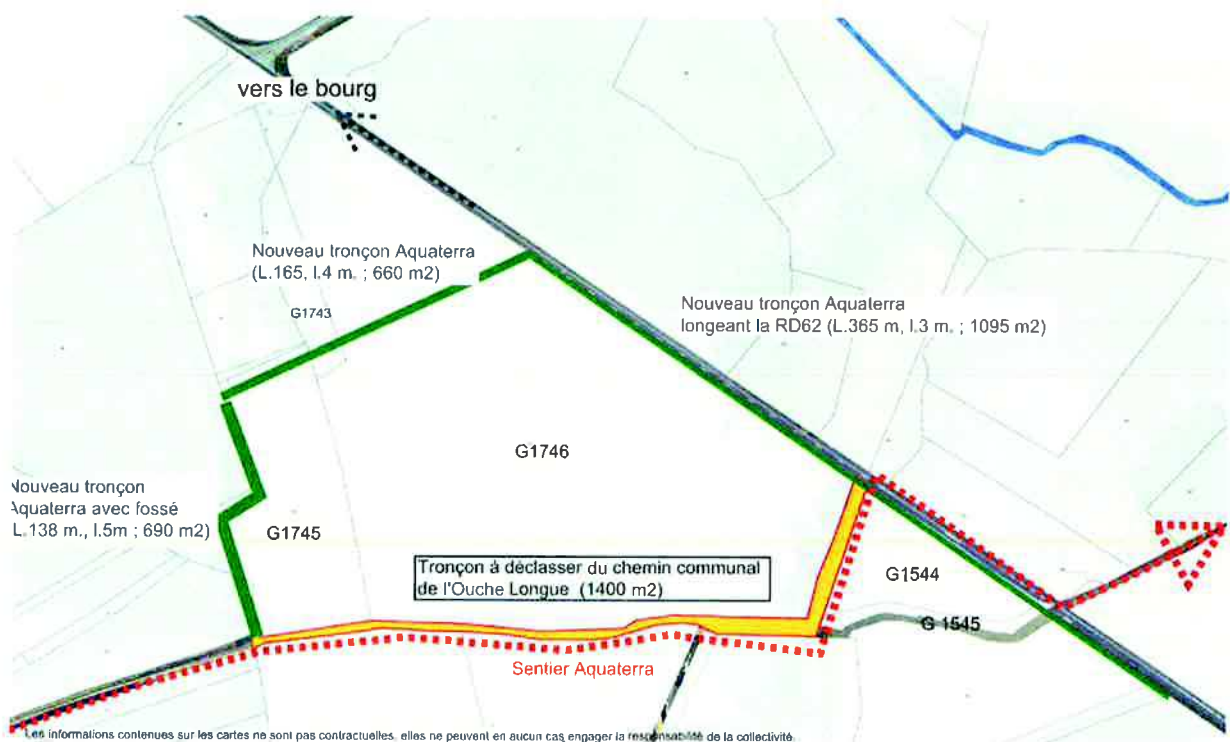 vers le bourg
Nouveau tronçon Aquaterra
(L.165, l.4 m. ; 660 m2)
G1743
Nouveau tronçon Aquaterra
longeant la RD62 (L.365 m, l.3 m. ; 1095 m2)
G1746
Nouveau tronçon
Aquaterra avec fossé
L.138 m., l.5m ; 690 m2)
G1745
Tronçon à déclasser du chemin communal
de l'Ouche Longue (1400 m2)
G1544
G 1545
Sentier Aquaterra
Les informations contenues sur les cartes ne sont pas contractuelles, elles ne peuvent en aucun cas engager la responsabilité de la collectivité.